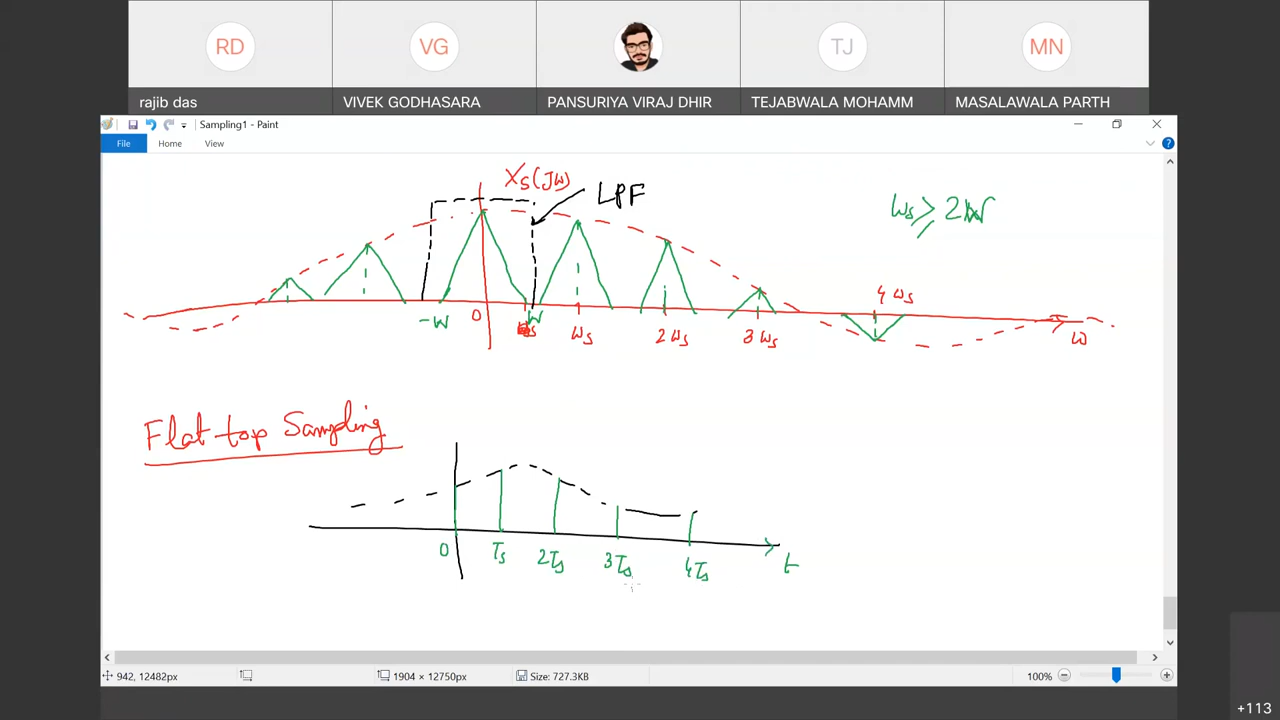 RD
VG
TJ
MN
rajib das
VIVEK GODHASARA
PANSURIYA VIRAJ DHIR
TEJABWALA MOHAMM
MASALAWALA PARTH
Sampling1 - Paint
File
Home
View
Xs(Jω)
LPF
ωs ≥ 2W
4ωs
-W
0
W
ωs
2ωs
3ωs
ω
Flat top Sampling
0
Ts
2Ts
3Ts
4Ts
t
942, 12482px
1904 × 12750px
Size: 727.3KB
100%
+113